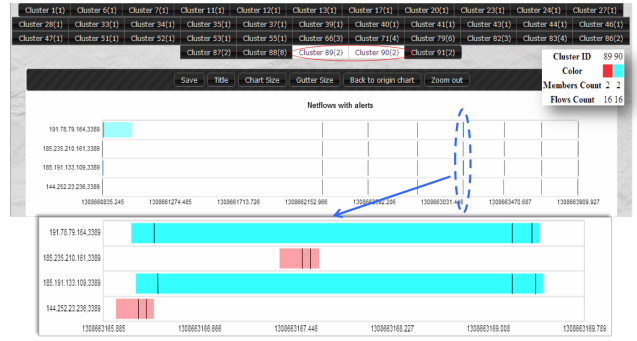 Cluster 1(1) Cluster 6(1) Cluster 7(1) Cluster 11(1) Cluster 12(1) Cluster 13(1) Cluster 17(1) Cluster 20(1) Cluster 23(1) Cluster 24(1) Cluster 27(1)
Cluster 28(1) Cluster 33(1) Cluster 34(1) Cluster 35(1) Cluster 37(1) Cluster 39(1) Cluster 40(1) Cluster 41(1) Cluster 43(1) Cluster 44(1) Cluster 46(1)
Cluster 47(1) Cluster 51(1) Cluster 52(1) Cluster 53(1) Cluster 55(1) Cluster 66(3) Cluster 71(4) Cluster 79(6) Cluster 82(3) Cluster 83(4) Cluster 86(2)
Cluster 87(2) Cluster 88(8) Cluster 89(2) Cluster 90(2) Cluster 91(2)
Cluster ID 89 90
Color
Members Count 2 2
Flows Count 16 16
Save Title Chart Size Gutter Size Back to origin chart Zoom out
Netflows with alerts
191.78.79.164,3389
185.235.210.161,3389
185.191.133.109,3389
144.252.23.236,3389
1308660835.245 1308661274.485 1308661713.726 1308662152.966 1308663031.446 1308663470.687 1308663909.927
191.78.79.164,3389
185.235.210.161,3389
185.191.133.109,3389
144.252.23.236,3389
1308663165.885 1308663166.666 1308663167.448 1308663168.227 1308663169.008 1308663169.789